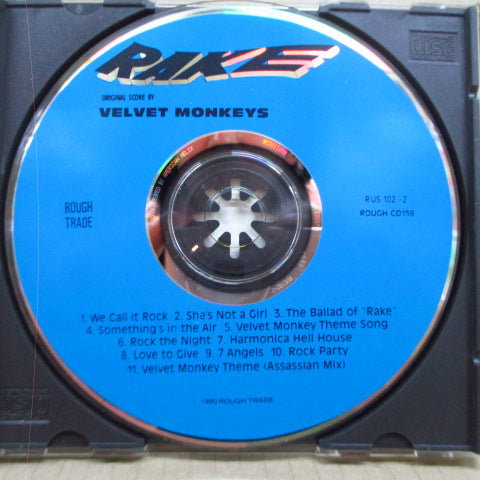 RAKE
ORIGINAL SCORE BY
VELVET MONKEYS
ROUGH
TRADE
RUS 102 -2
ROUGH CD159
1. We Call it Rock 2. She's Not a Girl 3. The Ballad of "Rake"
4. Something's in the Air 5. Velvet Monkey Theme Song
6. Rock the Night 7. Harmonica Hell House
8. Love to Give 9. 7 Angels 10. Rock Party
11. Velvet Monkey Theme (Assassian Mix)
1990 ROUGH TRADE